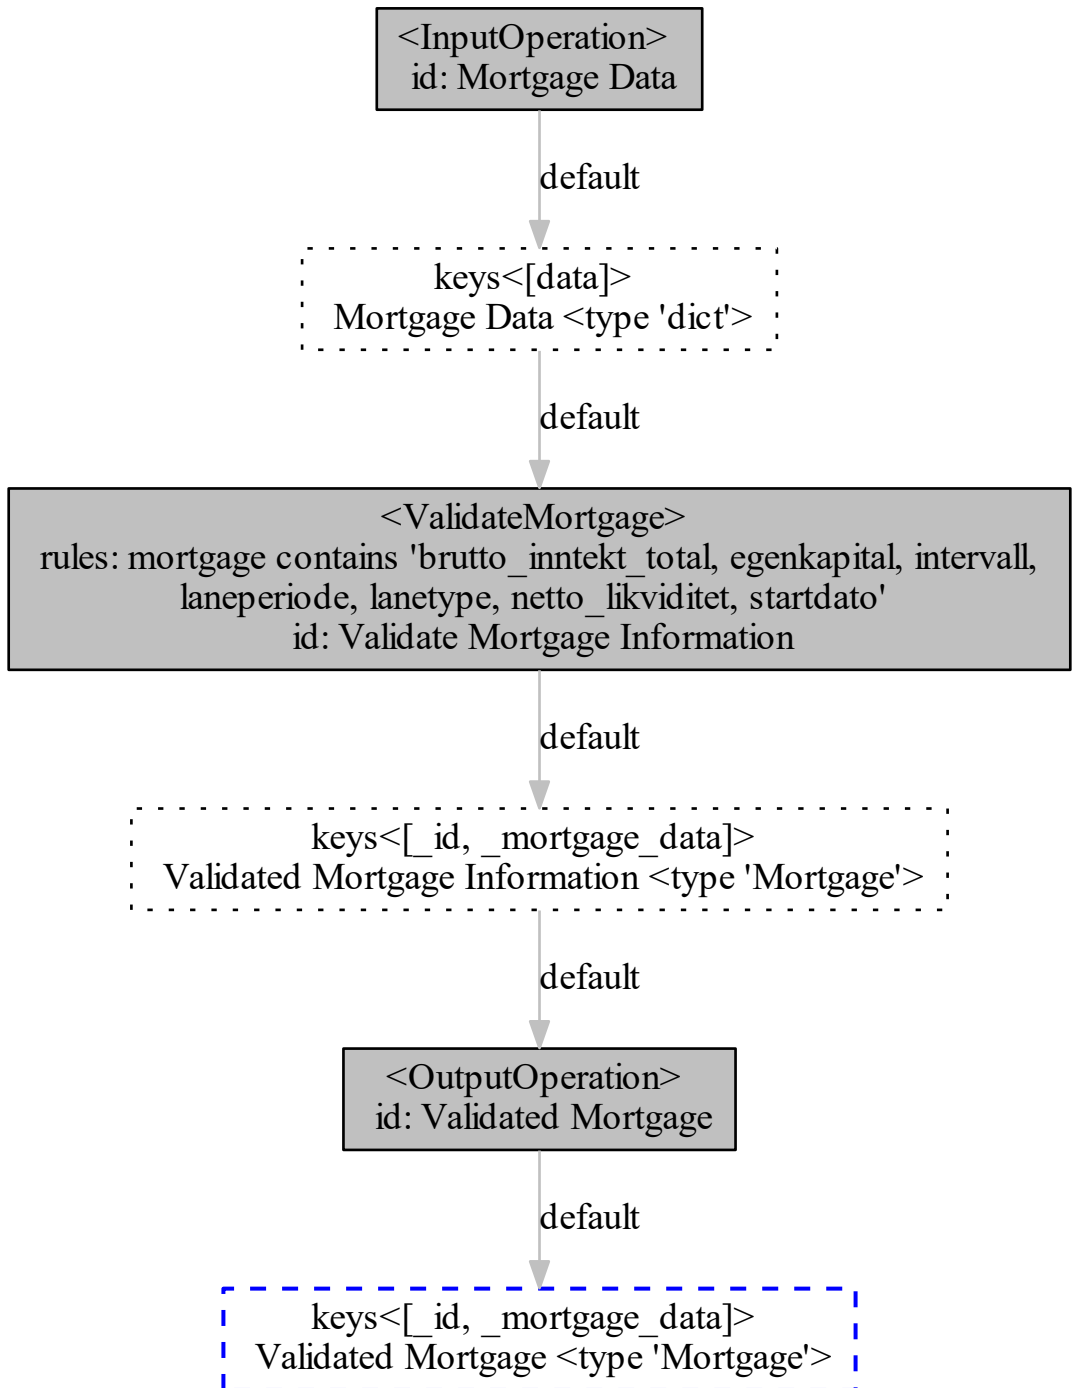 <InputOperation>
id: Mortgage Data
default
keys<[data]>
Mortgage Data <type 'dict'>
default
<ValidateMortgage>
rules: mortgage contains 'brutto_inntekt_total, egenkapital, intervall,
laneperiode, lanetype, netto_likviditet, startdato'
id: Validate Mortgage Information
default
keys<[_id, _mortgage_data]>
Validated Mortgage Information <type 'Mortgage'>
default
<OutputOperation>
id: Validated Mortgage
default
keys<[_id, _mortgage_data]>
Validated Mortgage <type 'Mortgage'>